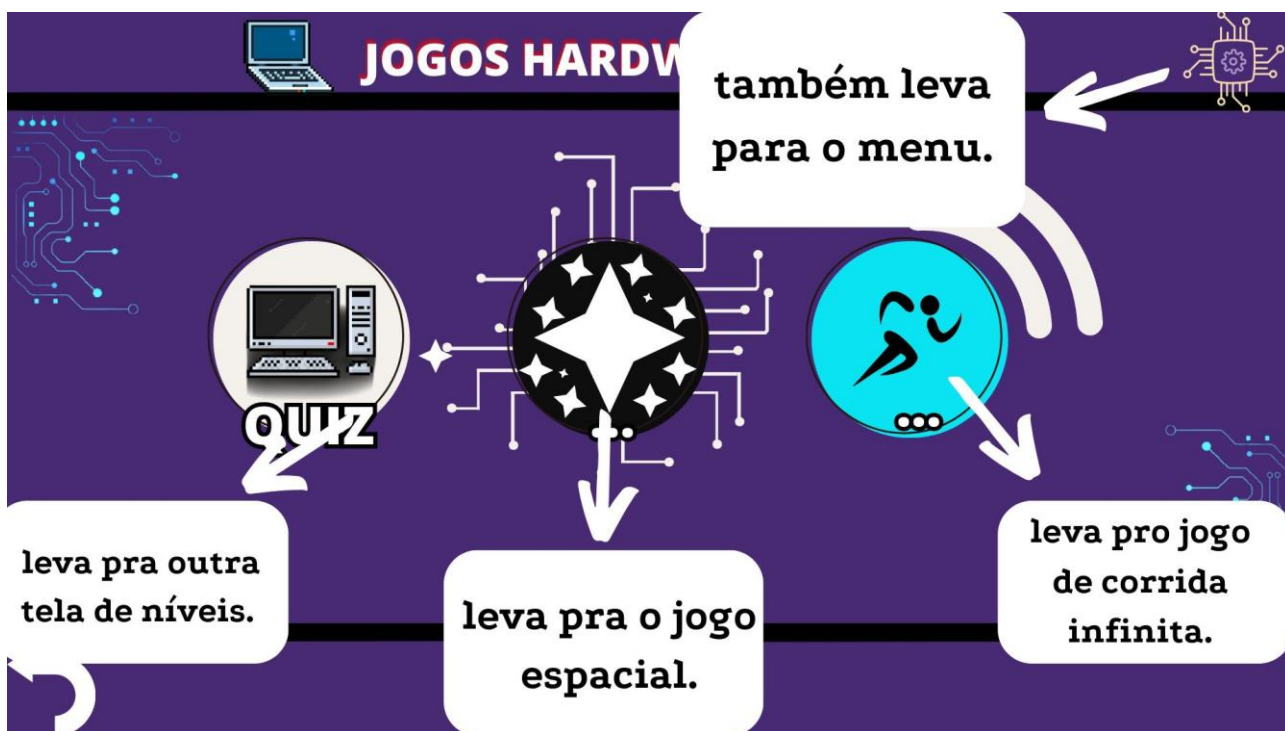 JOGOS HARDW
também leva
para o menu.
QUIZ
leva pra outra
tela de níveis.
leva pra o jogo
espacial.
leva pro jogo
de corrida
infinita.